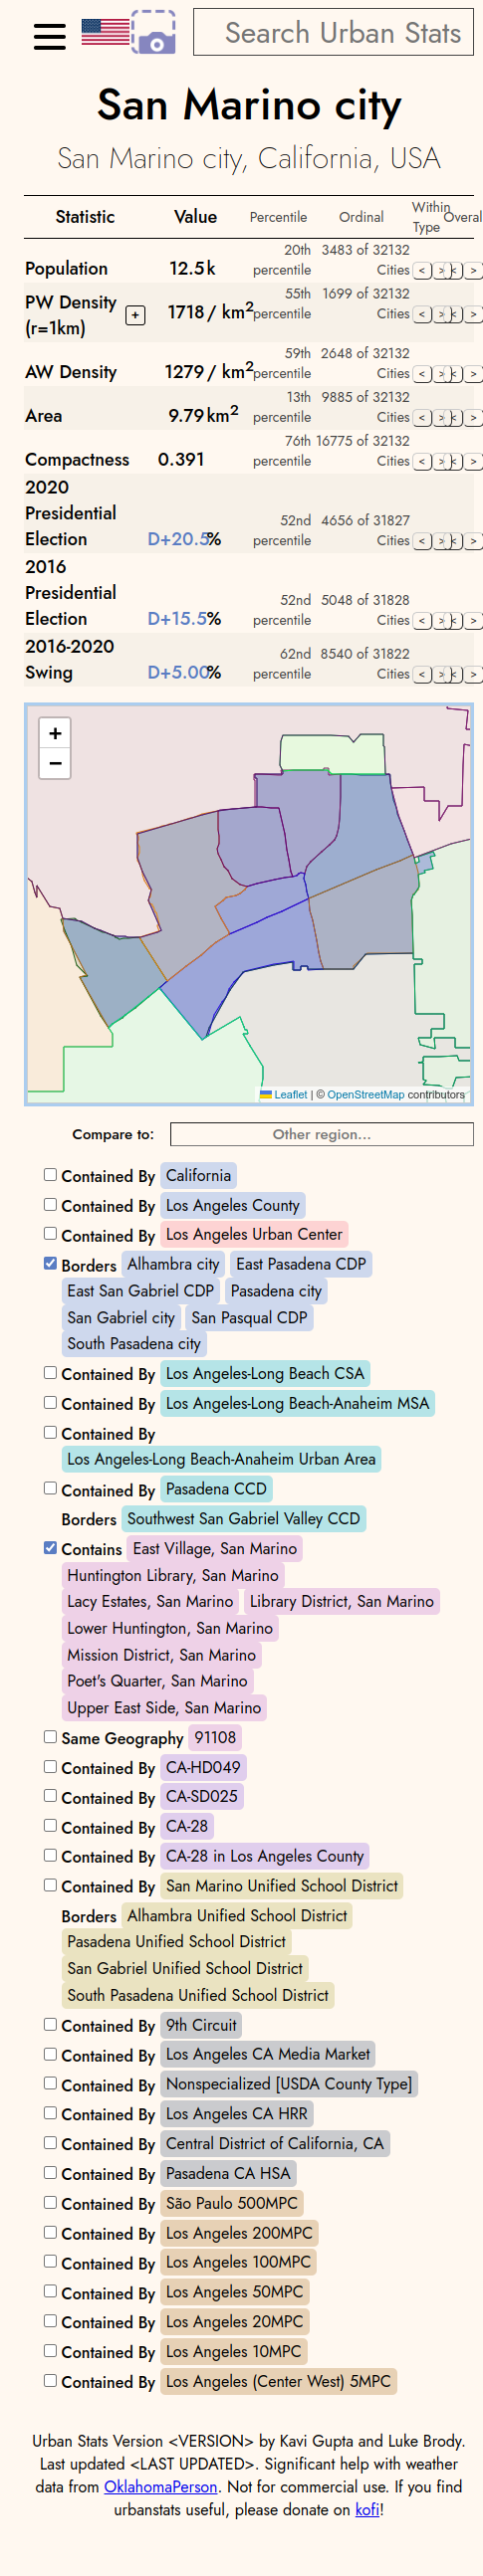 Search Urban Stats
San Marino city
San Marino city, California, USA
Statistic Value Percentile Ordinal Within Type Overall
Population 12.5 k 20th percentile 3483 of 32132 Cities < > < >
PW Density (r=1km) + 1718 / km2 55th percentile 1699 of 32132 Cities < > < >
AW Density 1279 / km2 59th percentile 2648 of 32132 Cities < > < >
Area 9.79 km2 13th percentile 9885 of 32132 Cities < > < >
Compactness 0.391 76th percentile 16775 of 32132 Cities < > < >
2020 Presidential Election D+20.5% 52nd percentile 4656 of 31827 Cities < > < >
2016 Presidential Election D+15.5% 52nd percentile 5048 of 31828 Cities < > < >
2016-2020 Swing D+5.00% 62nd percentile 8540 of 31822 Cities < > < >
+
−
Leaflet | © OpenStreetMap contributors
Compare to: Other region...
Contained By California
Contained By Los Angeles County
Contained By Los Angeles Urban Center
Borders Alhambra city East Pasadena CDP
East San Gabriel CDP Pasadena city
San Gabriel city San Pasqual CDP
South Pasadena city
Contained By Los Angeles-Long Beach CSA
Contained By Los Angeles-Long Beach-Anaheim MSA
Contained By
Los Angeles-Long Beach-Anaheim Urban Area
Contained By Pasadena CCD
Borders Southwest San Gabriel Valley CCD
Contains East Village, San Marino
Huntington Library, San Marino
Lacy Estates, San Marino Library District, San Marino
Lower Huntington, San Marino
Mission District, San Marino
Poet's Quarter, San Marino
Upper East Side, San Marino
Same Geography 91108
Contained By CA-HD049
Contained By CA-SD025
Contained By CA-28
Contained By CA-28 in Los Angeles County
Contained By San Marino Unified School District
Borders Alhambra Unified School District
Pasadena Unified School District
San Gabriel Unified School District
South Pasadena Unified School District
Contained By 9th Circuit
Contained By Los Angeles CA Media Market
Contained By Nonspecialized [USDA County Type]
Contained By Los Angeles CA HRR
Contained By Central District of California, CA
Contained By Pasadena CA HSA
Contained By São Paulo 500MPC
Contained By Los Angeles 200MPC
Contained By Los Angeles 100MPC
Contained By Los Angeles 50MPC
Contained By Los Angeles 20MPC
Contained By Los Angeles 10MPC
Contained By Los Angeles (Center West) 5MPC
Urban Stats Version <VERSION> by Kavi Gupta and Luke Brody.
Last updated <LAST UPDATED>. Significant help with weather
data from OklahomaPerson. Not for commercial use. If you find
urbanstats useful, please donate on kofi!